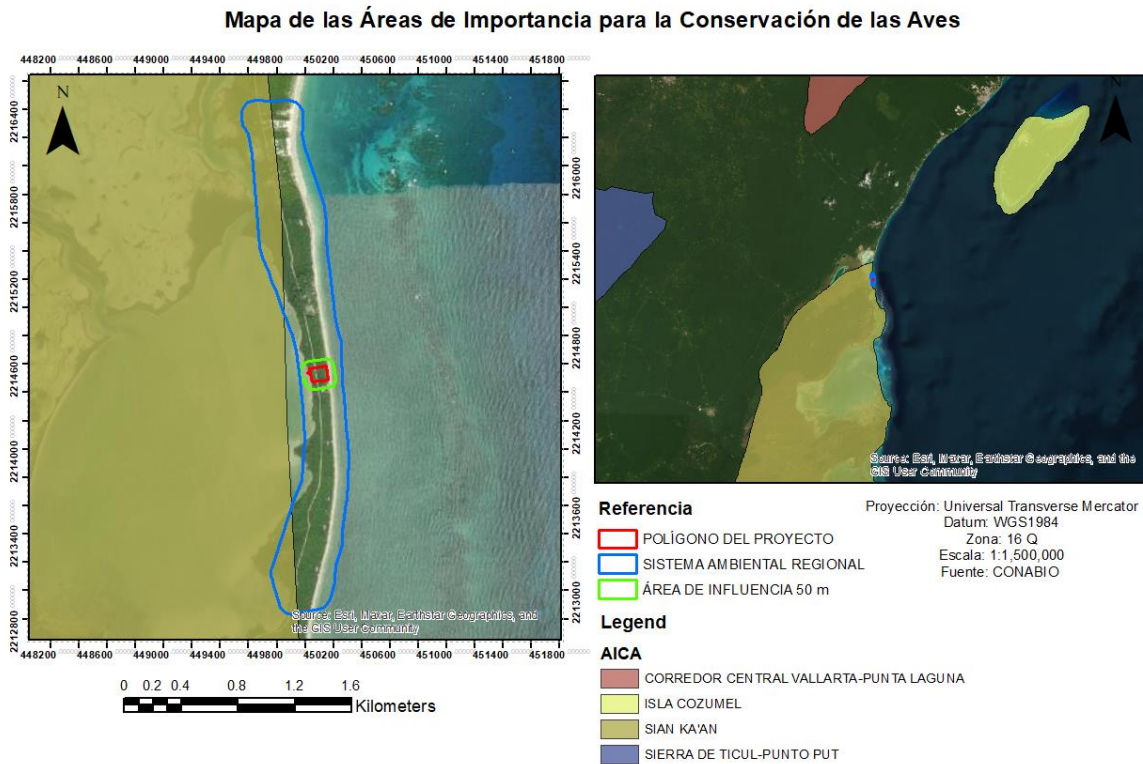 Mapa de las Áreas de Importancia para la Conservación de las Aves
448200 448600 449000 449400 449800 450200 450600 451000 451400 451800
N
2216400
2216000
2215800
2215400
2215200
2214800
2214600
2214200
2214000
2213600
2213400
2213000
2212800
Source: Esri, Maxar, Earthstar Geographics, and
the GIS User Community
448200 448600 449000 449400 449800 450200 450600 451000 451400 451800
0 0.2 0.4 0.8 1.2 1.6
Kilometers
N
Source: Esri, Maxar, Earthstar Geographics, and the
GIS User Community
Referencia
POLÍGONO DEL PROYECTO
SISTEMA AMBIENTAL REGIONAL
ÁREA DE INFLUENCIA 50 m
Proyección: Universal Transverse Mercator
Datum: WGS1984
Zona: 16 Q
Escala: 1:1,500,000
Fuente: CONABIO
Legend
AICA
CORREDOR CENTRAL VALLARTA-PUNTA LAGUNA
ISLA COZUMEL
SIAN KA'AN
SIERRA DE TICUL-PUNTO PUT